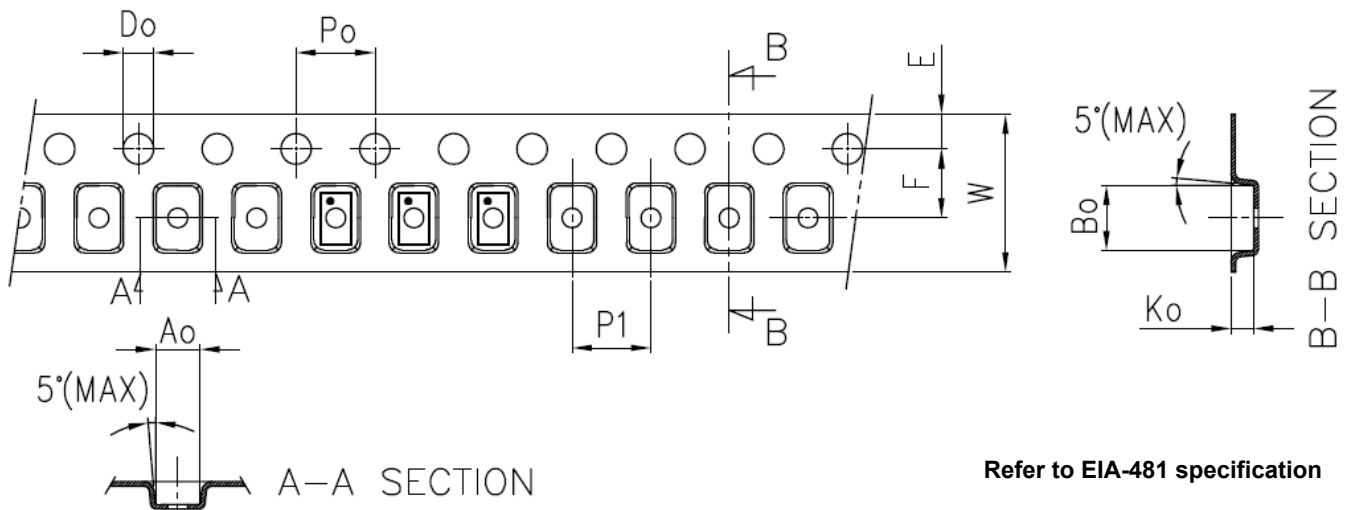 Do
Po
B
E
5°(MAX)
F
W
Bo
B-B SECTION
A
A
P1
B
Ko
Ao
5°(MAX)
A-A SECTION
Refer to EIA-481 specification